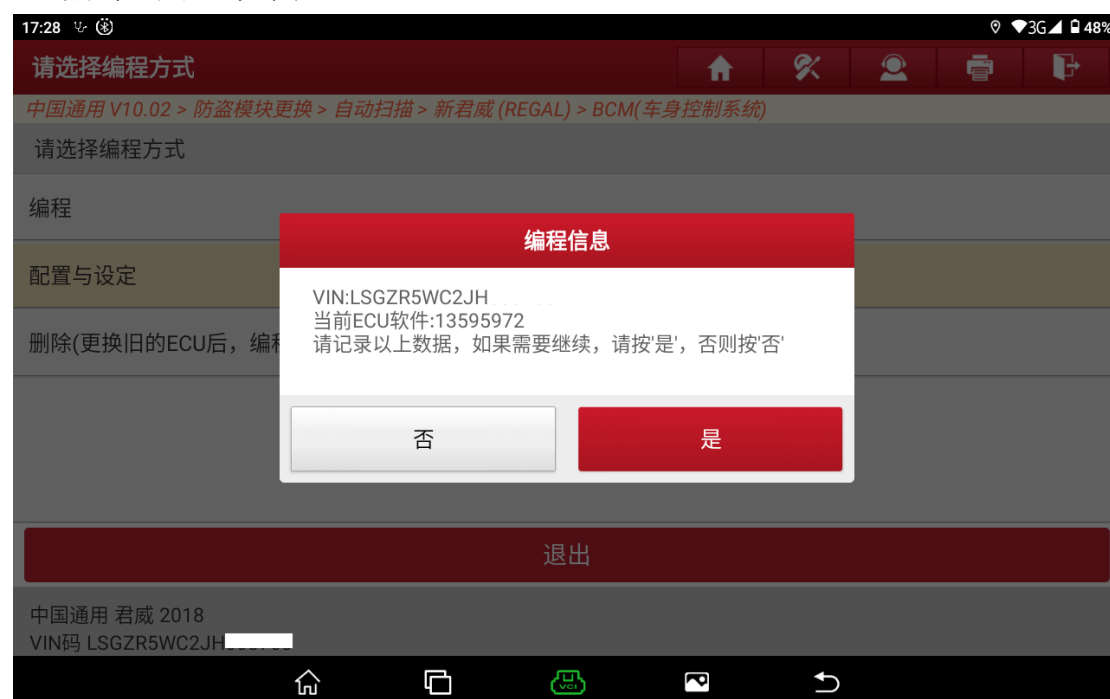 17:28
3G
48%
请选择编程方式
中国通用 V10.02 > 防盗模块更换 > 自动扫描 > 新君威 (REGAL) > BCM(车身控制系统)
请选择编程方式
编程
配置与设定
删除(更换旧的ECU后，编
编程信息
VIN:LSGZR5WC2JH
当前ECU软件:13595972
请记录以上数据，如果需要继续，请按'是'，否则按'否'
否
是
退出
中国通用 君威 2018
VIN码 LSGZR5WC2JH
VCI